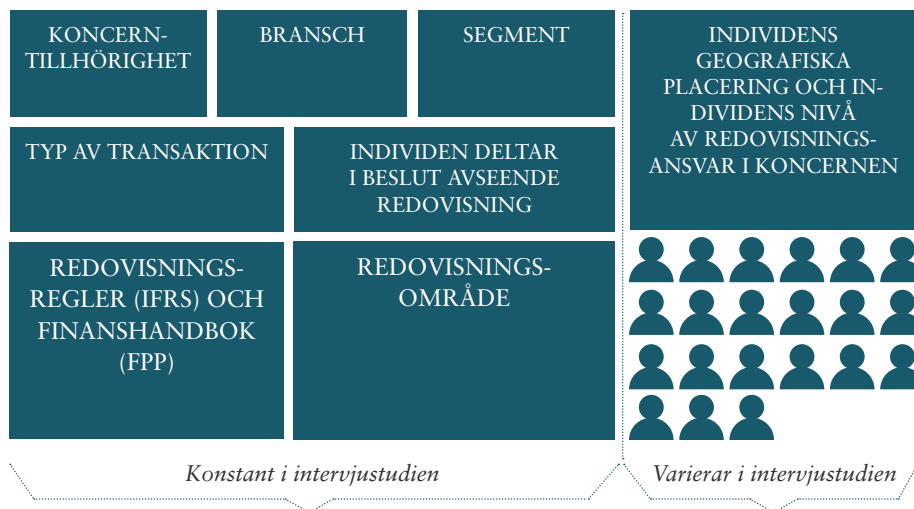 KONCERN-
TILLHÖRIGHET
BRANSCH
SEGMENT
INDIVIDENS
GEOGRAFISKA
PLACERING OCH IN-
DIVIDENS NIVÅ
AV REDOVISNINGS-
ANSVAR I KONCERNEN
TYP AV TRANSAKTION
INDIVIDEN DELTAR
I BESLUT AVSEENDE
REDOVISNING
REDOVISNINGS-
REGLER (IFRS) OCH
FINANSHANDBOK
(FPP)
REDOVISNINGS-
OMRÅDE
Konstant i intervjustudien
Varierar i intervjustudien